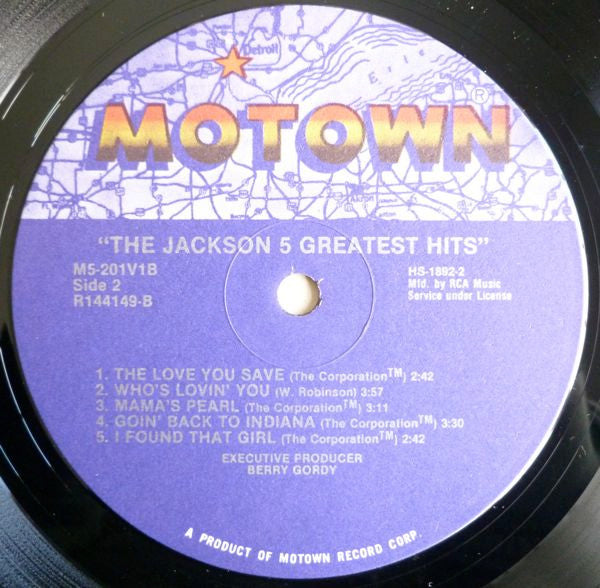 Detroit
Erie
MOTOWN®
Akron
"THE JACKSON 5 GREATEST HITS"
M5-201V1B
Side 2
R144149-B
HS-1892-2
Mfd. by RCA Music
Service under License
1. THE LOVE YOU SAVE (The Corporation™) 2:42
2. WHO'S LOVIN' YOU (W. Robinson) 3:57
3. MAMA'S PEARL (The Corporation™) 3:11
4. GOIN' BACK TO INDIANA (The Corporation™) 3:30
5. I FOUND THAT GIRL (The Corporation™) 2:42
EXECUTIVE PRODUCER
BERRY GORDY
A PRODUCT OF MOTOWN RECORD CORP.